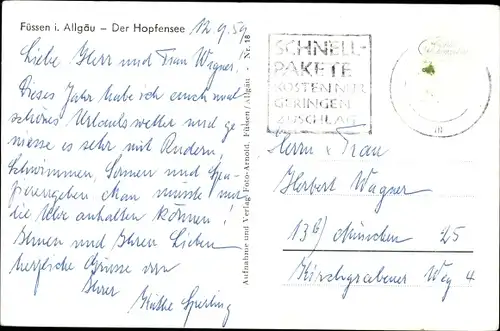 Füssen i. Allgäu – Der Hopfensee
12.9.59
Liebe Herr und Frau Wagner!
Dieses Jahr habe ich auch mal
schönes Urlaubswetter und ge-
niesse es sehr mit Rudern,
Schwimmen, Sonnen und Spa-
zierengehen. Man müsste nur
die Uhr anhalten können!
Ihnen und Ihren Lieben
herzliche Grüsse von
Ihrer
Käthe Sperling
Aufnahme und Verlag Foto-Arnold, Füssen/Allgäu Nr. 18
SCHNELL-
PAKETE
KOSTEN NUR
GERINGEN
ZUSCHLAG
Herrn u. Frau
Herbert Wagner
13b) München 25
Weg 4